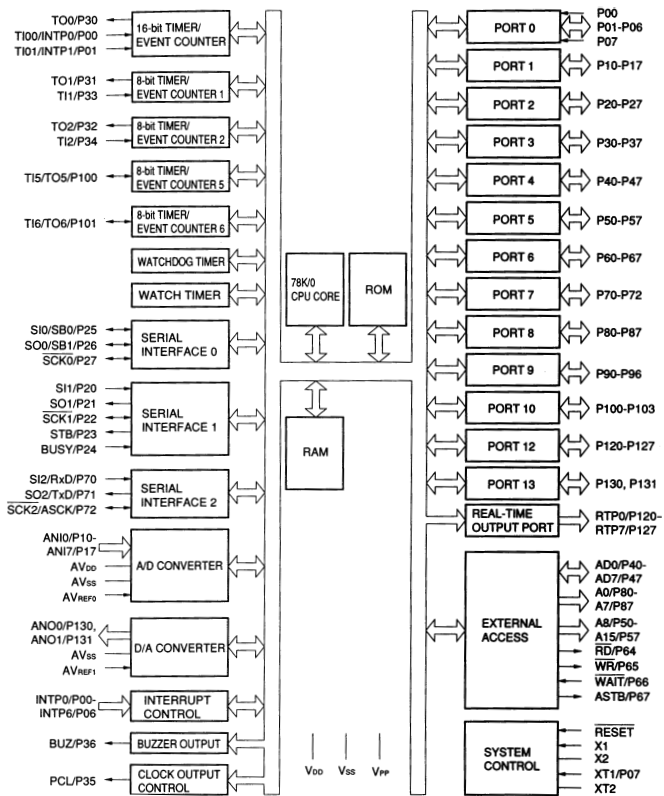 TO0/P30
TI00/INTP0/P00
TI01/INTP1/P01
16-bit TIMER/
EVENT COUNTER
TO1/P31
TI1/P33
8-bit TIMER/
EVENT COUNTER 1
TO2/P32
TI2/P34
8-bit TIMER/
EVENT COUNTER 2
TI5/TO5/P100
8-bit TIMER/
EVENT COUNTER 5
TI6/TO6/P101
8-bit TIMER/
EVENT COUNTER 6
WATCHDOG TIMER
WATCH TIMER
SI0/SB0/P25
SO0/SB1/P26
SCK0/P27
SERIAL
INTERFACE 0
SI1/P20
SO1/P21
SCK1/P22
STB/P23
BUSY/P24
SERIAL
INTERFACE 1
SI2/RxD/P70
SO2/TxD/P71
SCK2/ASCK/P72
SERIAL
INTERFACE 2
ANI0/P10-
ANI7/P17
AVDD
AVSS
AVREF0
A/D CONVERTER
ANO0/P130,
ANO1/P131
AVSS
AVREF1
D/A CONVERTER
INTP0/P00-
INTP6/P06
INTERRUPT
CONTROL
BUZ/P36
BUZZER OUTPUT
PCL/P35
CLOCK OUTPUT
CONTROL
78K/0
CPU CORE
ROM
RAM
VDD
VSS
VPP
PORT 0
P00
P01-P06
P07
PORT 1
P10-P17
PORT 2
P20-P27
PORT 3
P30-P37
PORT 4
P40-P47
PORT 5
P50-P57
PORT 6
P60-P67
PORT 7
P70-P72
PORT 8
P80-P87
PORT 9
P90-P96
PORT 10
P100-P103
PORT 12
P120-P127
PORT 13
P130, P131
REAL-TIME
OUTPUT PORT
RTP0/P120-
RTP7/P127
EXTERNAL
ACCESS
AD0/P40-
AD7/P47
A0/P80-
A7/P87
A8/P50-
A15/P57
RD/P64
WR/P65
WAIT/P66
ASTB/P67
SYSTEM
CONTROL
RESET
X1
X2
XT1/P07
XT2